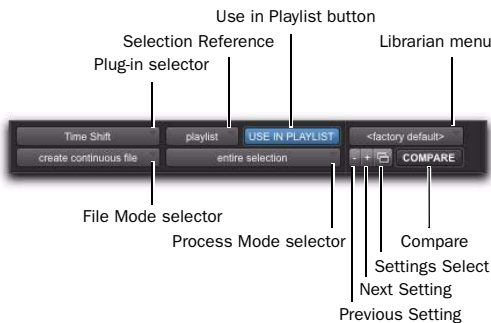 Use in Playlist button
Selection Reference
Librarian menu
Plug-in selector
Time Shift
playlist
USE IN PLAYLIST
<factory default>
create continuous file
entire selection
-
+
COMPARE
File Mode selector
Process Mode selector
Compare
Settings Select
Next Setting
Previous Setting